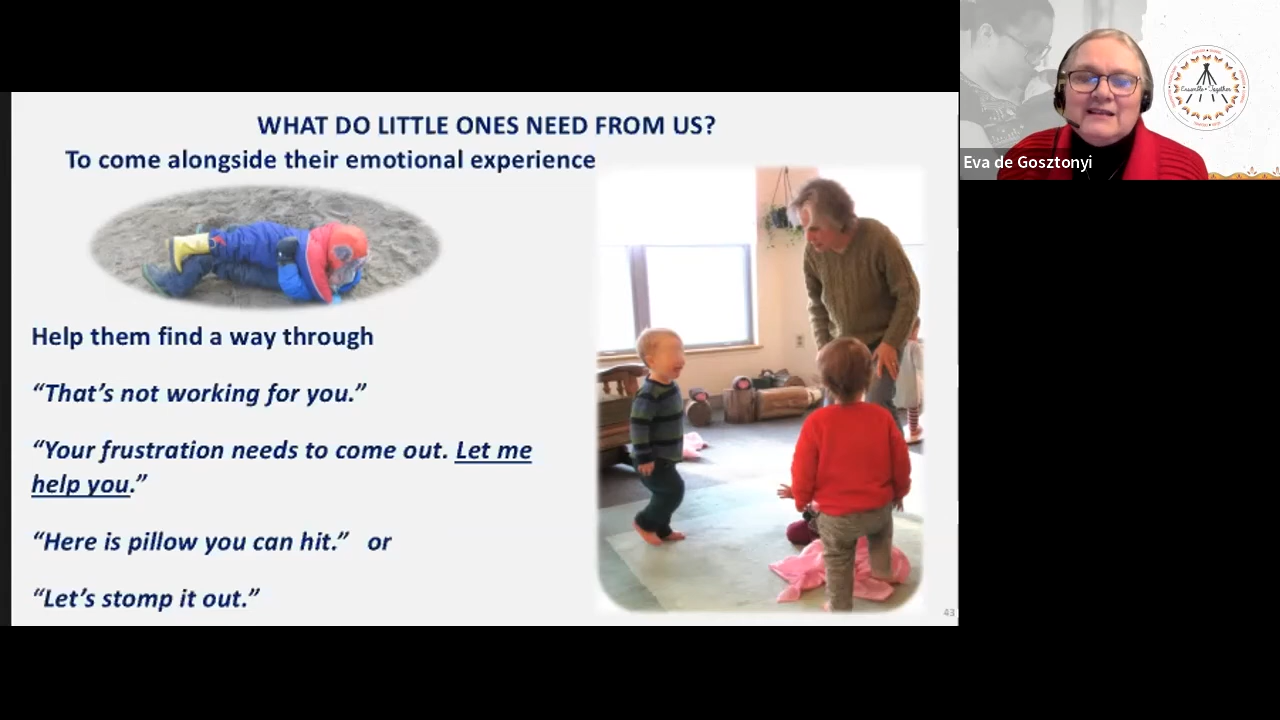 WHAT DO LITTLE ONES NEED FROM US?
To come alongside their emotional experience
Help them find a way through
“That’s not working for you.”
“Your frustration needs to come out. Let me
help you.”
“Here is pillow you can hit.”   or
“Let’s stomp it out.”
43
Eva de Gosztonyi
Ensemble • Together